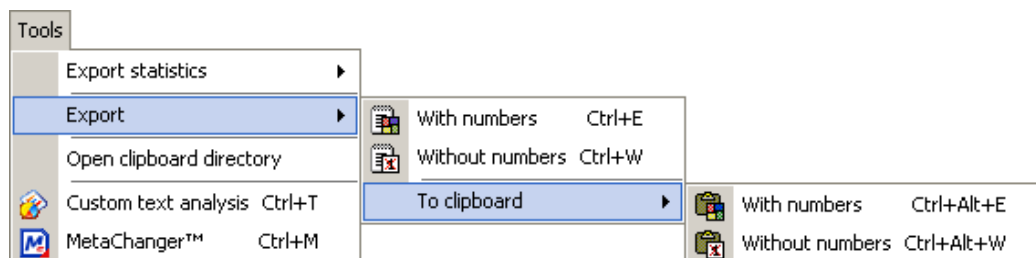 Tools
Export statistics
Export
Open clipboard directory
Custom text analysis Ctrl+T
MetaChanger™ Ctrl+M
With numbers Ctrl+E
Without numbers Ctrl+W
To clipboard
With numbers Ctrl+Alt+E
Without numbers Ctrl+Alt+W